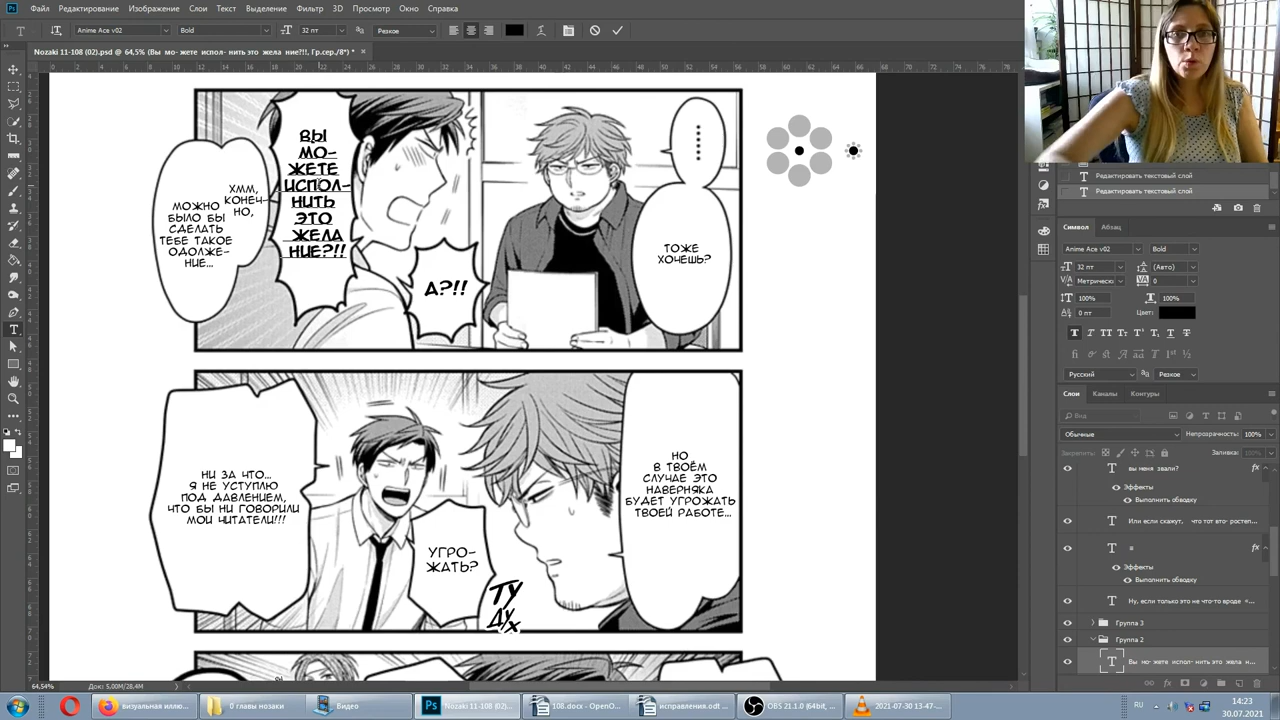 Файл Редактирование Изображение Слои Текст Выделение Фильтр 3D Просмотр Окно Справка
Anime Ace v02 Bold 32 пт Резкое
Nozaki 11-108 (02).psd @ 64,5% (Вы мо- жете испол- нить это жела ние?!!, Гр.сер./8*) *
ВЫ
МО-
ЖЕТЕ
ИСПОЛ-
НИТЬ
ЭТО
ЖЕЛА
НИЕ?!!
ХММ,
КОНЕЧ-
НО,
МОЖНО
БЫЛО БЫ
СДЕЛАТЬ
ТЕБЕ ТАКОЕ
ОДОЛЖЕ-
НИЕ...
А?!!
ТОЖЕ
ХОЧЕШЬ?
НИ ЗА ЧТО...
Я НЕ УСТУПЛЮ
ПОД ДАВЛЕНИЕМ,
ЧТО БЫ НИ ГОВОРИЛИ
МОИ ЧИТАТЕЛИ!!!
УГРО-
ЖАТЬ?
ТУ
ДУХ
НО
В ТВОЁМ
СЛУЧАЕ ЭТО
НАВЕРНЯКА
БУДЕТ УГРОЖАТЬ
ТВОЕЙ РАБОТЕ...
Редактировать текстовый слой
Редактировать текстовый слой
Символ Абзац
Anime Ace v02 Bold
32 пт (Авто)
Метрически 0
100% 100%
0 пт Цвет:
Русский Резкое
Слои Каналы Контуры
Вид
Обычные Непрозрачность: 100%
Закрепить: Заливка: 100%
вы меня звали?
Эффекты
Выполнить обводку
Или если скажут, что тот вто- растеп...
Эффекты
Выполнить обводку
Ну, если только это не что-то вроде
Группа 3
Группа 2
Вы мо- жете испол- нить это жела н...
64,54% Док: 5,00M/28,4M
визуальная иллю... 0 главы нозаки Видео Nozaki 11-108 (02)... 108.docx - OpenO... исправления.odt ... OBS 21.1.0 (64bit, ... 2021-07-30 13-47-...
RU 14:23
30.07.2021